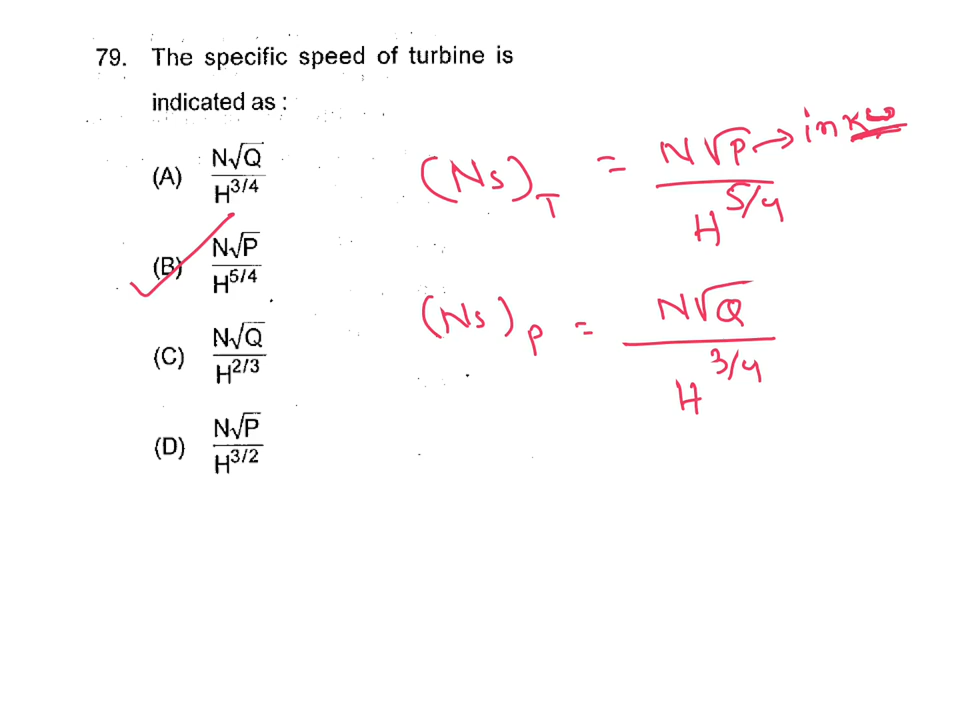 79. The specific speed of turbine is
indicated as :
(A) N√Q / H^3/4
(B) N√P / H^5/4
(C) N√Q / H^2/3
(D) N√P / H^3/2
(Ns)T = N√P → in KW / H^5/4
(Ns)P = N√Q / H^3/4